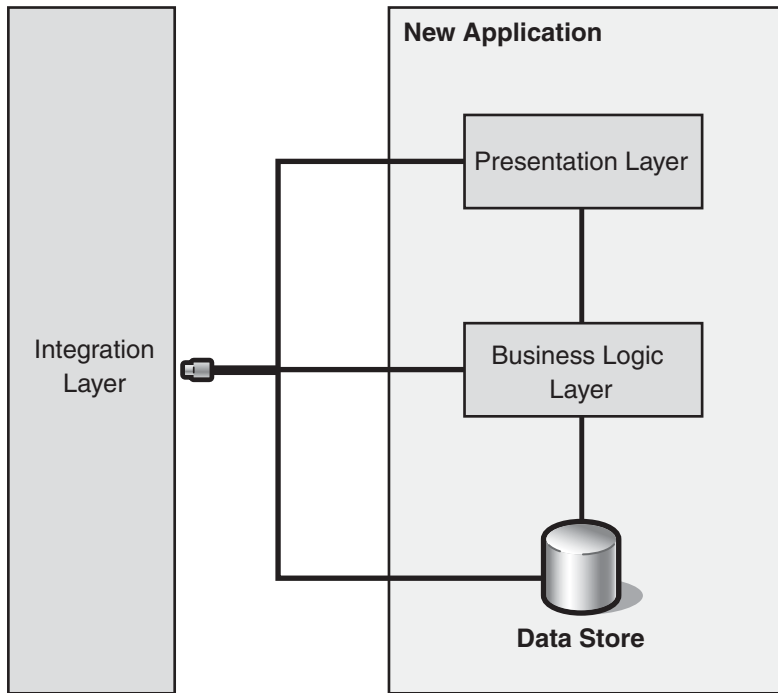 New Application
Presentation Layer
Integration
Layer
Business Logic
Layer
Data Store